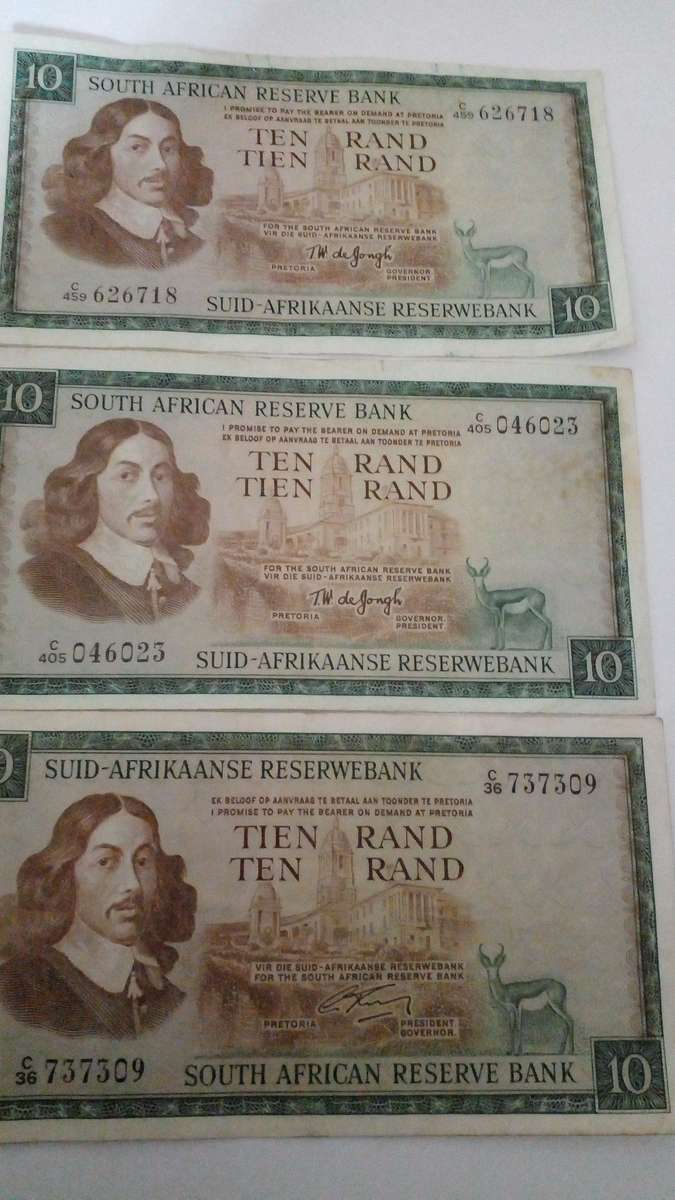 10
SOUTH AFRICAN RESERVE BANK
I PROMISE TO PAY THE BEARER ON DEMAND AT PRETORIA
EK BELOOF OP AANVRAAG TE BETAAL AAN TOONDER TE PRETORIA
C
459 626718
TEN RAND
TIEN RAND
FOR THE SOUTH AFRICAN RESERVE BANK
VIR DIE SUID-AFRIKAANSE RESERWEBANK
T.W. de Jongh
PRETORIA GOVERNOR
PRESIDENT
C
459 626718
SUID-AFRIKAANSE RESERWEBANK
10
10
SOUTH AFRICAN RESERVE BANK
I PROMISE TO PAY THE BEARER ON DEMAND AT PRETORIA
EK BELOOF OP AANVRAAG TE BETAAL AAN TOONDER TE PRETORIA
C
405 046023
TEN RAND
TIEN RAND
FOR THE SOUTH AFRICAN RESERVE BANK
VIR DIE SUID-AFRIKAANSE RESERWEBANK
T.W. de Jongh
PRETORIA GOVERNOR.
PRESIDENT.
C
405 046023
SUID-AFRIKAANSE RESERWEBANK
10
SUID-AFRIKAANSE RESERWEBANK
EK BELOOF OP AANVRAAG TE BETAAL AAN TOONDER TE PRETORIA
I PROMISE TO PAY THE BEARER ON DEMAND AT PRETORIA
C
36 737309
TIEN RAND
TEN RAND
VIR DIE SUID-AFRIKAANSE RESERWEBANK
FOR THE SOUTH AFRICAN RESERVE BANK
PRETORIA PRESIDENT
GOVERNOR.
C
36 737309
SOUTH AFRICAN RESERVE BANK
10